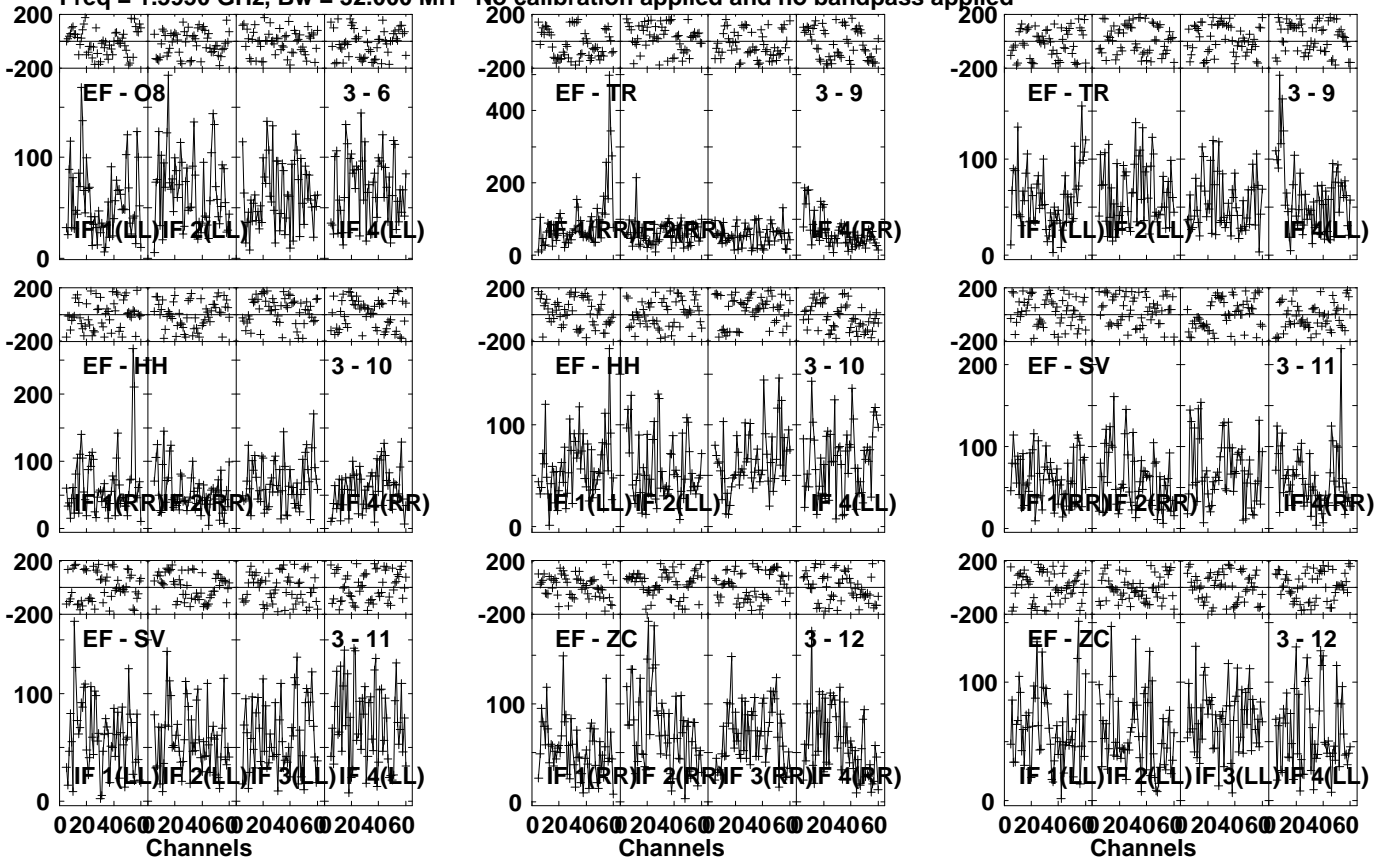 Freq = 1.5950 GHz, Bw = 32.000 MH No calibration applied and no bandpass applied
200
-200
EF - O8 3 - 6
100
IF 1(LL) IF 2(LL) IF 4(LL)
0
200
-200
EF - TR 3 - 9
400
200
IF 1(RR) IF 2(RR) IF 4(RR)
0
200
-200
EF - TR 3 - 9
100
IF 1(LL) IF 2(LL) IF 4(LL)
0
200
-200
EF - HH 3 - 10
200
100
IF 1(RR) IF 2(RR) IF 4(RR)
0
200
-200
EF - HH 3 - 10
100
IF 1(LL) IF 2(LL) IF 4(LL)
0
200
-200
EF - SV 3 - 11
200
100
IF 1(RR) IF 2(RR) IF 4(RR)
0
200
-200
EF - SV 3 - 11
100
IF 1(LL) IF 2(LL) IF 3(LL) IF 4(LL)
0
0 20 40 60 0 20 40 60 0 20 40 60 0 20 40 60
Channels
200
-200
EF - ZC 3 - 12
100
IF 1(RR) IF 2(RR) IF 3(RR) IF 4(RR)
0
0 20 40 60 0 20 40 60 0 20 40 60 0 20 40 60
Channels
200
-200
EF - ZC 3 - 12
100
IF 1(LL) IF 2(LL) IF 3(LL) IF 4(LL)
0
0 20 40 60 0 20 40 60 0 20 40 60 0 20 40 60
Channels